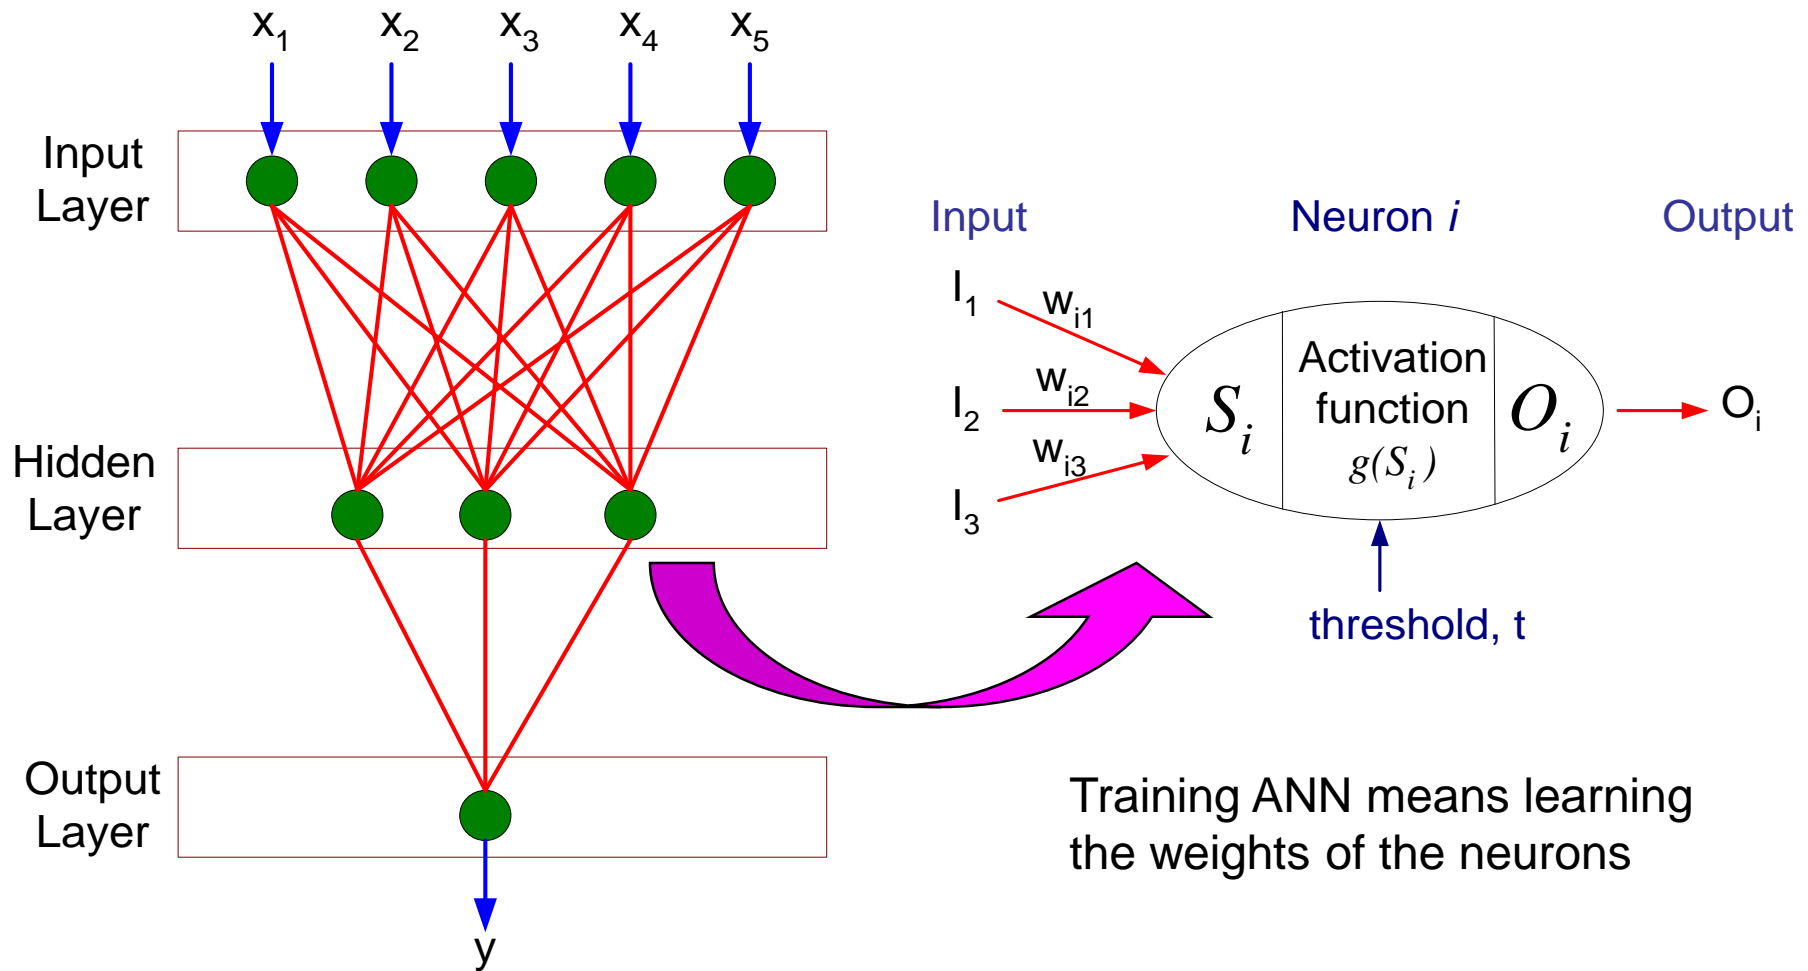 x1 x2 x3 x4 x5
Input
Layer
Hidden
Layer
Output
Layer
y
Input Neuron i Output
I1 wi1
I2 wi2
I3 wi3
Si
Activation
function
g(Si)
Oi
Oi
threshold, t
Training ANN means learning
the weights of the neurons